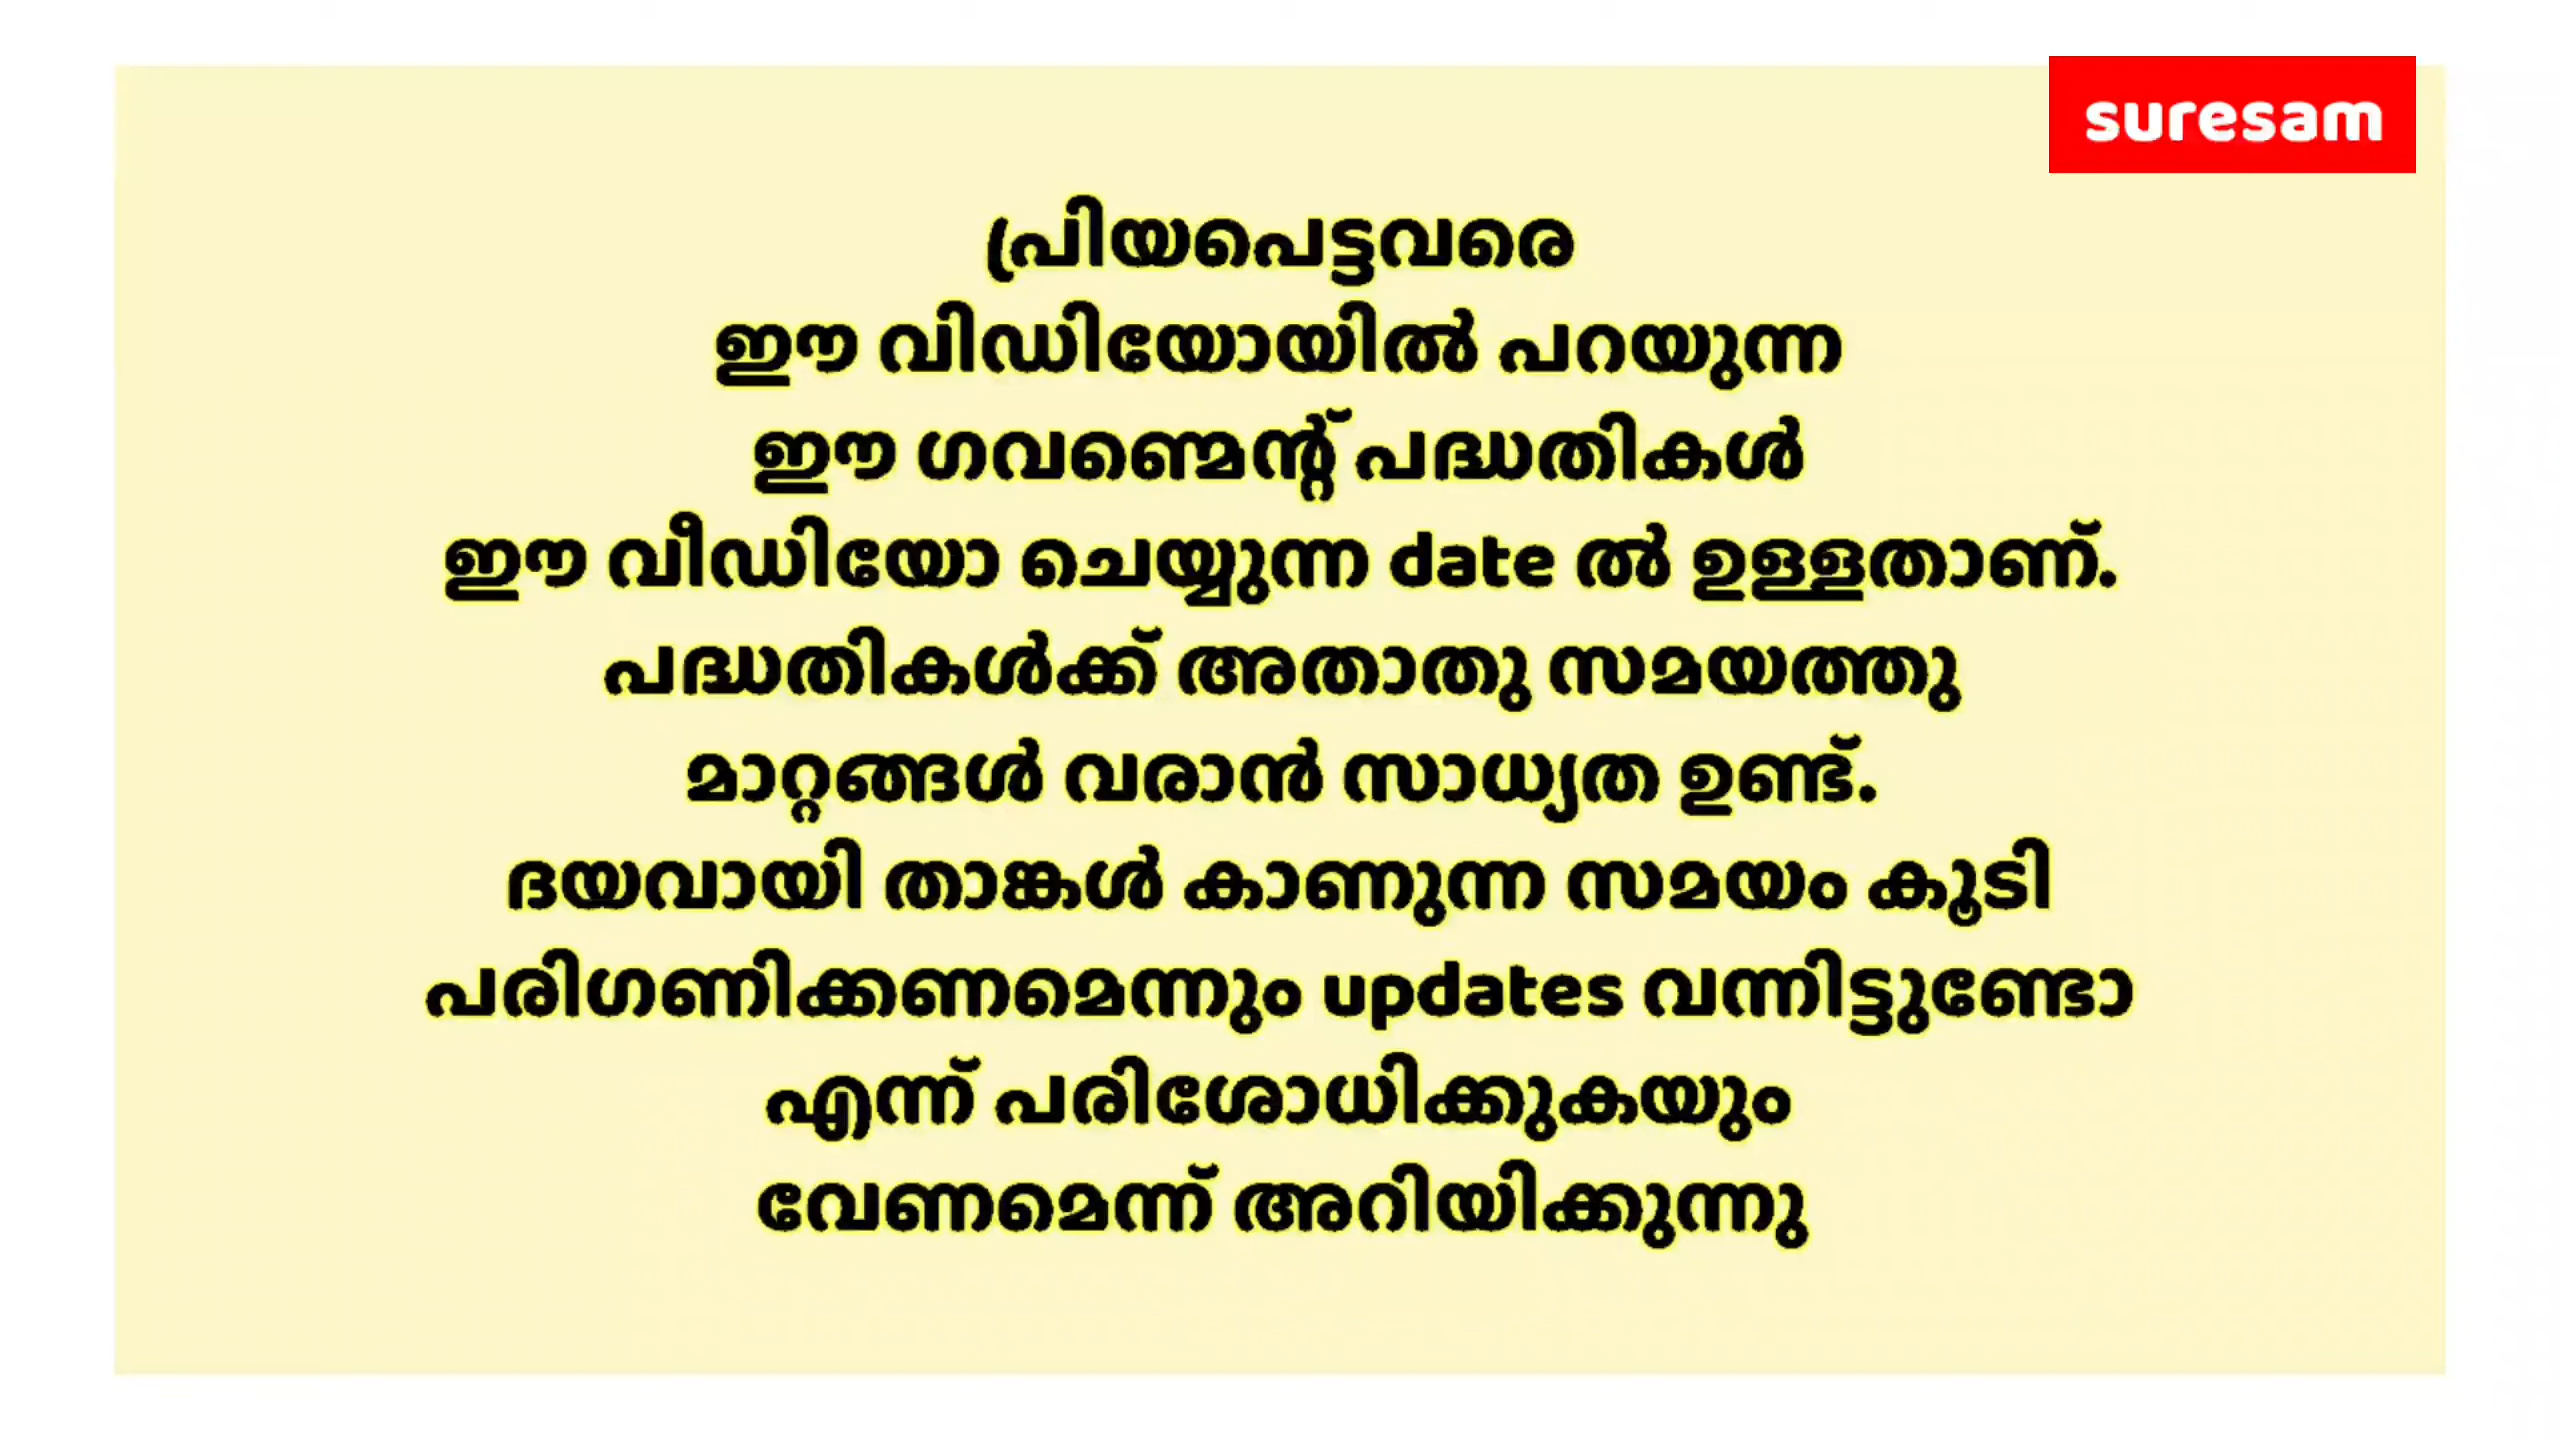 suresam
പ്രിയപെട്ടവരെ
ഈ വിഡിയോയിൽ പറയുന്ന
ഈ ഗവണ്മെന്റ് പദ്ധതികൾ
ഈ വീഡിയോ ചെയ്യുന്ന date ൽ ഉള്ളതാണ്.
പദ്ധതികൾക്ക് അതാതു സമയത്തു
മാറ്റങ്ങൾ വരാൻ സാധ്യത ഉണ്ട്.
ദയവായി താങ്കൾ കാണുന്ന സമയം കൂടി
പരിഗണിക്കണമെന്നും updates വന്നിട്ടുണ്ടോ
എന്ന് പരിശോധിക്കുകയും
വേണമെന്ന് അറിയിക്കുന്നു